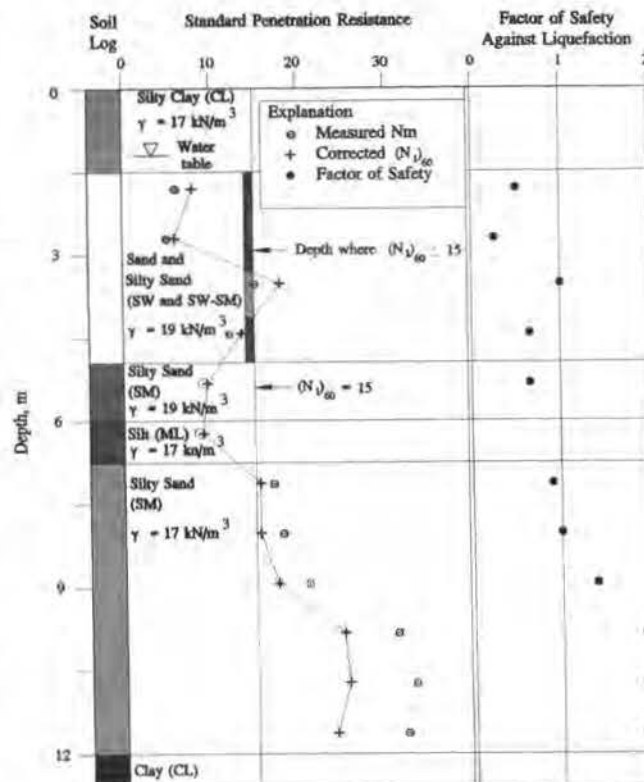 Soil Log
Standard Penetration Resistance
Factor of Safety Against Liquefaction
0 10 20 30 0 1 2
0
3
6
9
12
Depth, m
Silty Clay (CL)
γ = 17 kN/m³
Water table
Explanation
Measured Nm
Corrected (N₁)₆₀
Factor of Safety
Sand and
Silty Sand
(SW and SW-SM)
γ = 19 kN/m³
Depth where (N₁)₆₀ ≤ 15
Silty Sand
(SM)
γ = 19 kN/m³
(N₁)₆₀ = 15
Silt (ML)
γ = 17 kn/m³
Silty Sand
(SM)
γ = 17 kN/m³
Clay (CL)